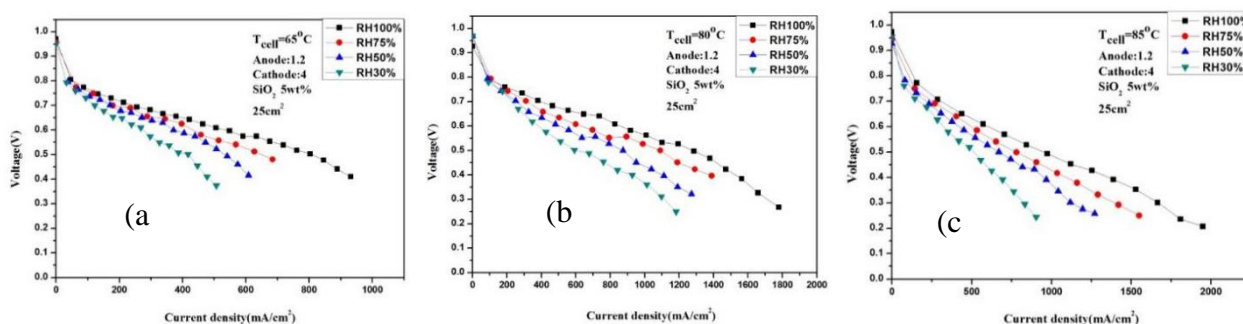 1.0
0.9
0.8
0.7
0.6
0.5
0.4
0.3
0.2
0.1
0.0
Voltage(V)
0
200
400
600
800
1000
Current density(mA/cm²)
T_cell=65°C
Anode:1.2
Cathode:4
SiO₂ 5wt%
25cm²
RH100%
RH75%
RH50%
RH30%
(a)
1.0
0.9
0.8
0.7
0.6
0.5
0.4
0.3
0.2
0.1
0.0
Voltage(V)
0
200
400
600
800
1000
1200
1400
1600
1800
2000
Current density(mA/cm²)
T_cell=80°C
Anode:1.2
Cathode:4
SiO₂ 5wt%
25cm²
RH100%
RH75%
RH50%
RH30%
(b)
1.0
0.9
0.8
0.7
0.6
0.5
0.4
0.3
0.2
0.1
0.0
Voltage(V)
0
500
1000
1500
2000
Current density(mA/cm²)
T_cell=85°C
Anode:1.2
Cathode:4
SiO₂ 5wt%
25cm²
RH100%
RH75%
RH50%
RH30%
(c)